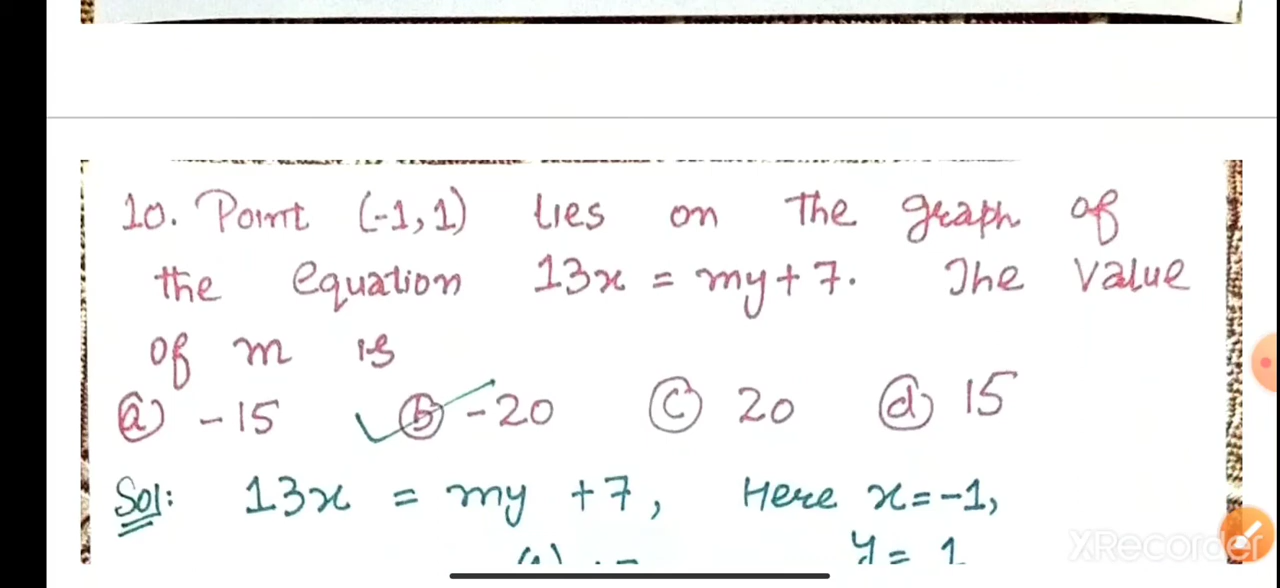 10. Point (-1, 1) lies on the graph of
the equation 13x = my + 7. The value
of m is
ⓐ -15 ✓ⓑ -20 ⓒ 20 ⓓ 15
Sol: 13x = my + 7, Here x = -1,
y = 1
XRecorder